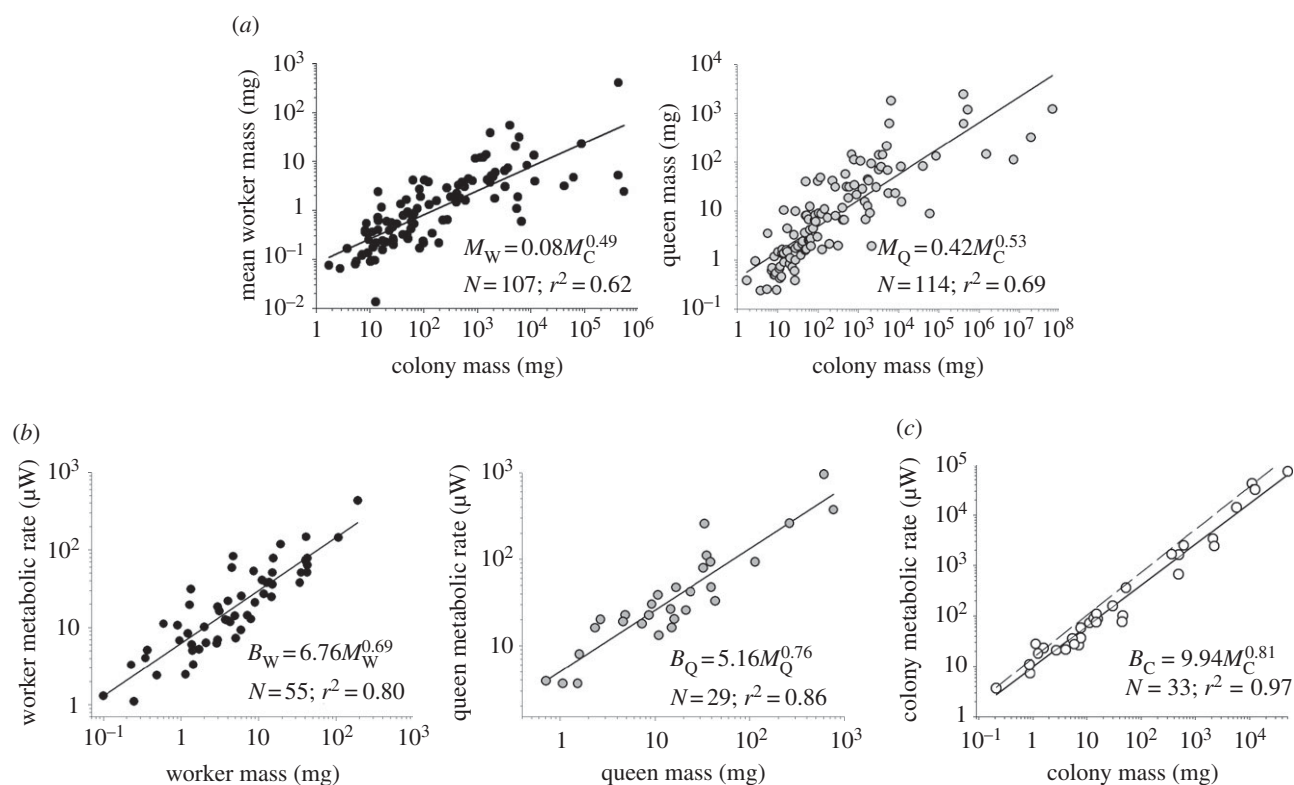 (a)
10³
10²
10
1
10⁻¹
10⁻²
mean worker mass (mg)
M_W = 0.08M_C^0.49
N = 107; r² = 0.62
1 10 10² 10³ 10⁴ 10⁵ 10⁶
colony mass (mg)
10⁴
10³
10²
10
1
10⁻¹
queen mass (mg)
M_Q = 0.42M_C^0.53
N = 114; r² = 0.69
1 10 10² 10³ 10⁴ 10⁵ 10⁶ 10⁷ 10⁸
colony mass (mg)
(b)
10³
10²
10
1
worker metabolic rate (µW)
B_W = 6.76M_W^0.69
N = 55; r² = 0.80
10⁻¹ 1 10 10² 10³
worker mass (mg)
10³
10²
10
queen metabolic rate (µW)
B_Q = 5.16M_Q^0.76
N = 29; r² = 0.86
1 10 10² 10³
queen mass (mg)
(c)
10⁵
10⁴
10³
10²
10
1
colony metabolic rate (µW)
B_C = 9.94M_C^0.81
N = 33; r² = 0.97
10⁻¹ 1 10 10² 10³ 10⁴
colony mass (mg)